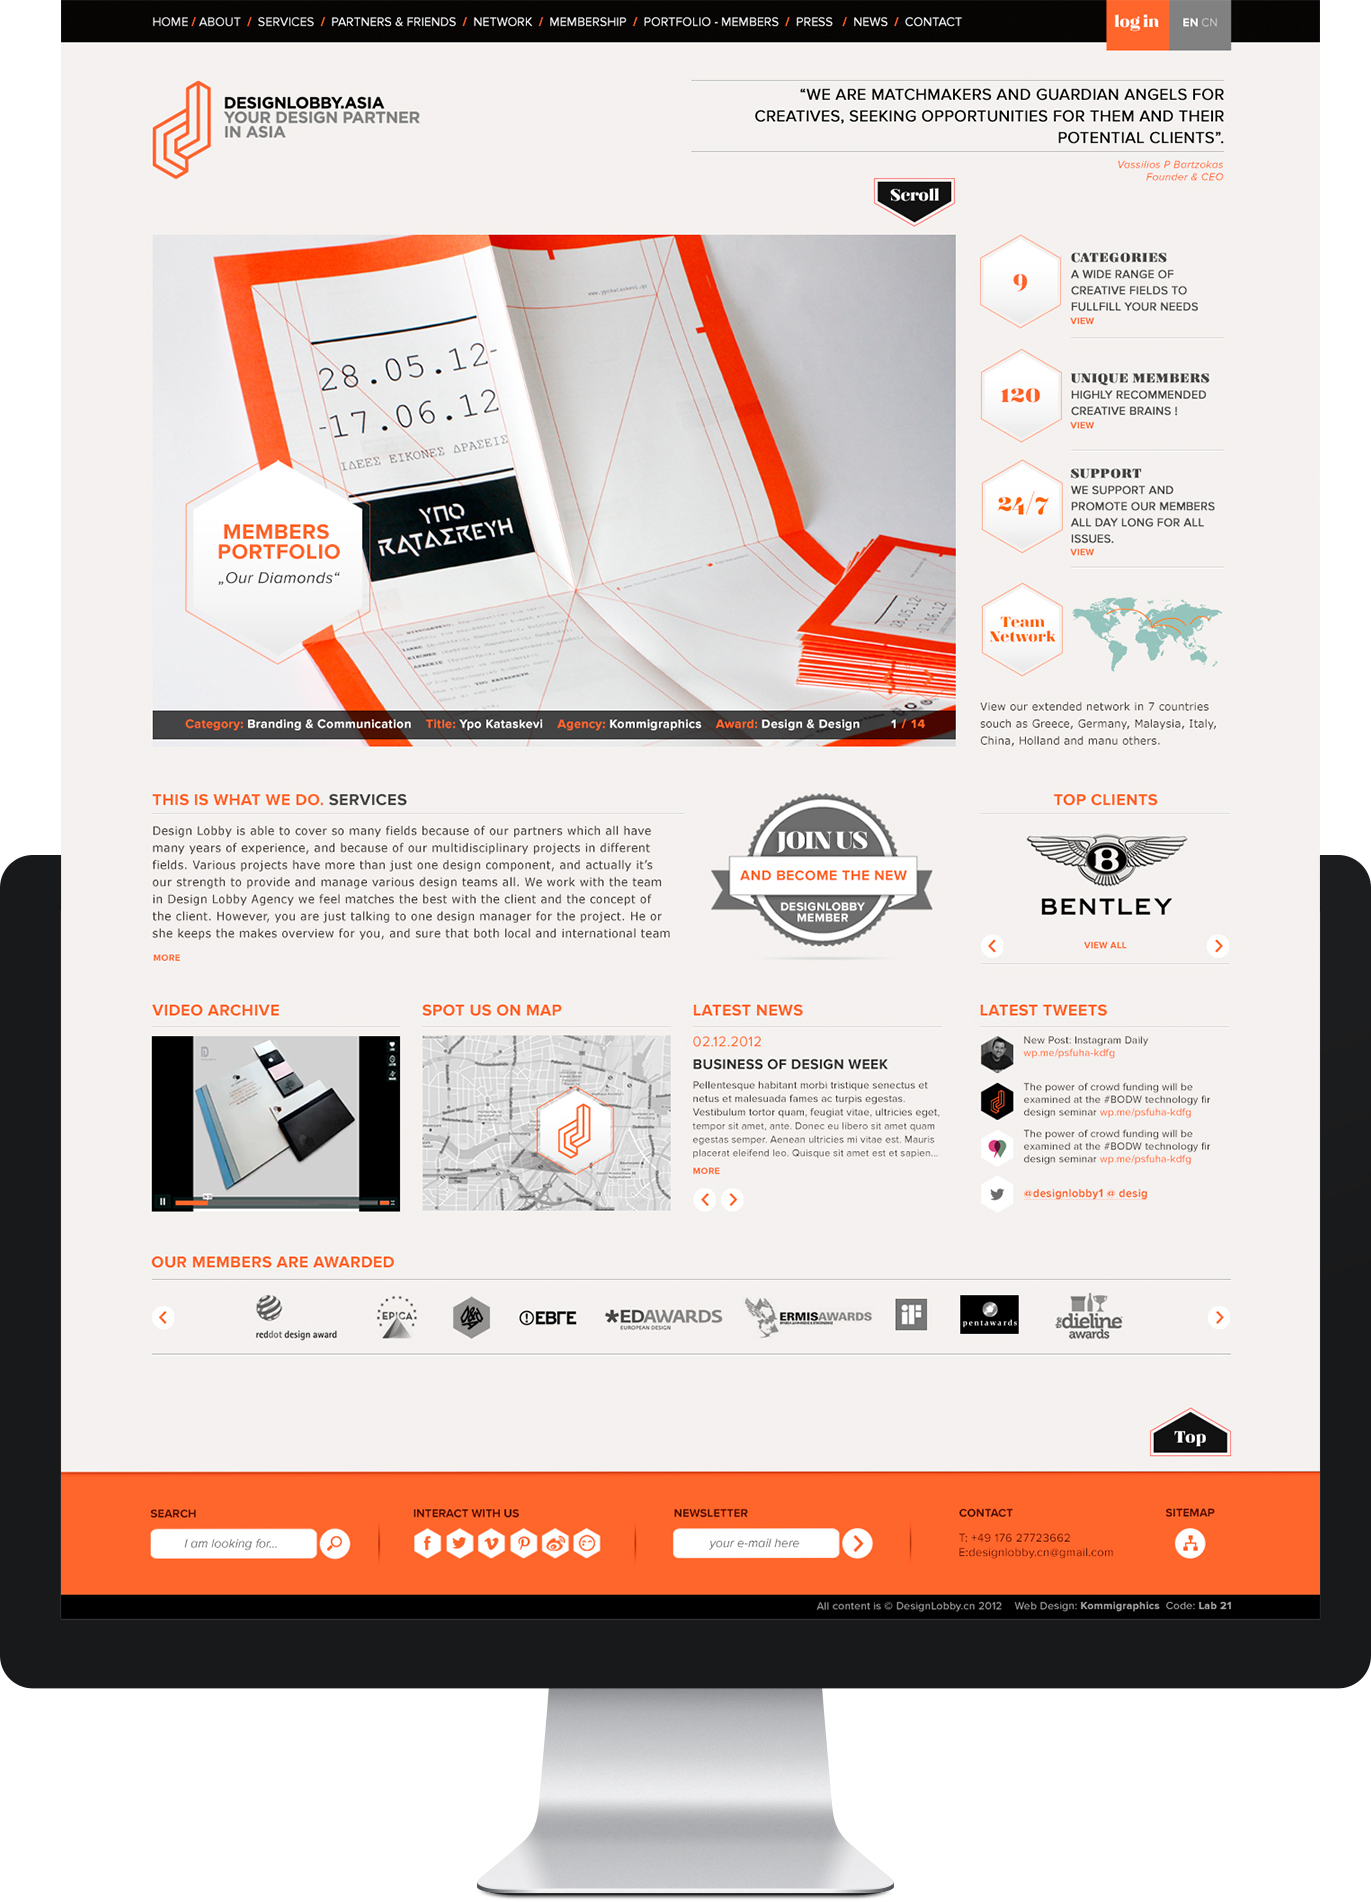 HOME / ABOUT / SERVICES / PARTNERS & FRIENDS / NETWORK / MEMBERSHIP / PORTFOLIO - MEMBERS / PRESS / NEWS / CONTACT
log in
EN CN
DESIGNLOBBY.ASIA
YOUR DESIGN PARTNER
IN ASIA
“WE ARE MATCHMAKERS AND GUARDIAN ANGELS FOR
CREATIVES, SEEKING OPPORTUNITIES FOR THEM AND THEIR
POTENTIAL CLIENTS”.
Vassilios P Bartzokas
Founder & CEO
Scroll
www.ypokataskevi.gr
28.05.12-
-17.06.12
ΙΔΕΕΣ ΕΙΚΟΝΕΣ ΔΡΑΣΕΙΣ
ΥΠΟ
ΚΑΤΑΣΚΕΥΗ
MEMBERS
PORTFOLIO
„Our Diamonds“
28.05.12-
-17.06.12
Category: Branding & Communication Title: Ypo Kataskevi Agency: Kommigraphics Award: Design & Design 1 / 14
9
CATEGORIES
A WIDE RANGE OF
CREATIVE FIELDS TO
FULLFILL YOUR NEEDS
VIEW
120
UNIQUE MEMBERS
HIGHLY RECOMMENDED
CREATIVE BRAINS !
VIEW
24/7
SUPPORT
WE SUPPORT AND
PROMOTE OUR MEMBERS
ALL DAY LONG FOR ALL
ISSUES.
VIEW
Team
Network
View our extended network in 7 countries
souch as Greece, Germany, Malaysia, Italy,
China, Holland and manu others.
THIS IS WHAT WE DO. SERVICES
Design Lobby is able to cover so many fields because of our partners which all have
many years of experience, and because of our multidisciplinary projects in different
fields. Various projects have more than just one design component, and actually it’s
our strength to provide and manage various design teams all. We work with the team
in Design Lobby Agency we feel matches the best with the client and the concept of
the client. However, you are just talking to one design manager for the project. He or
she keeps the makes overview for you, and sure that both local and international team
MORE
JOIN US
AND BECOME THE NEW
DESIGNLOBBY
MEMBER
TOP CLIENTS
B
BENTLEY
VIEW ALL
VIDEO ARCHIVE
SPOT US ON MAP
LATEST NEWS
02.12.2012
BUSINESS OF DESIGN WEEK
Pellentesque habitant morbi tristique senectus et
netus et malesuada fames ac turpis egestas.
Vestibulum tortor quam, feugiat vitae, ultricies eget,
tempor sit amet, ante. Donec eu libero sit amet quam
egestas semper. Aenean ultricies mi vitae est. Mauris
placerat eleifend leo. Quisque sit amet est et sapien...
MORE
LATEST TWEETS
New Post: Instagram Daily
wp.me/psfuha-kdfg
The power of crowd funding will be
examined at the #BODW technology fir
design seminar wp.me/psfuha-kdfg
The power of crowd funding will be
examined at the #BODW technology fir
design seminar wp.me/psfuha-kdfg
@designlobby1 @ desig
OUR MEMBERS ARE AWARDED
reddot design award
EPICA
ΕΒΓΕ
*EDAWARDS
EUROPEAN DESIGN
ERMISAWARDS
iF
pentawards
the dieline
awards
Top
SEARCH
I am looking for...
INTERACT WITH US
NEWSLETTER
your e-mail here
CONTACT
T: +49 176 27723662
E:designlobby.cn@gmail.com
SITEMAP
All content is © DesignLobby.cn 2012 Web Design: Kommigraphics Code: Lab 21